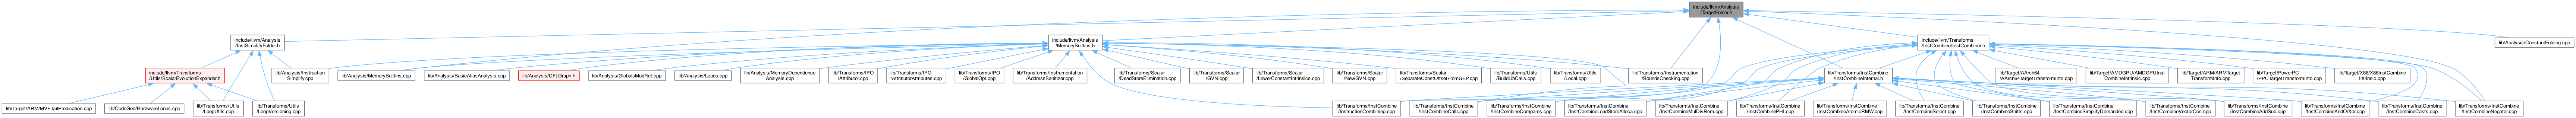 include/llvm/Analysis
/TargetFolder.h
include/llvm/Analysis
/InstSimplifyFolder.h
include/llvm/Analysis
/MemoryBuiltins.h
include/llvm/Transforms
/InstCombine/InstCombiner.h
lib/Analysis/ConstantFolding.cpp
include/llvm/Transforms
/Utils/ScalarEvolutionExpander.h
lib/Analysis/Instruction
Simplify.cpp
lib/Analysis/MemoryBuiltins.cpp
lib/Analysis/BasicAliasAnalysis.cpp
lib/Analysis/CFLGraph.h
lib/Analysis/GlobalsModRef.cpp
lib/Analysis/Loads.cpp
lib/Analysis/MemoryDependence
Analysis.cpp
lib/Transforms/IPO
/Attributor.cpp
lib/Transforms/IPO
/AttributorAttributes.cpp
lib/Transforms/IPO
/GlobalOpt.cpp
lib/Transforms/Instrumentation
/AddressSanitizer.cpp
lib/Transforms/Scalar
/DeadStoreElimination.cpp
lib/Transforms/Scalar
/GVN.cpp
lib/Transforms/Scalar
/LowerConstantIntrinsics.cpp
lib/Transforms/Scalar
/NewGVN.cpp
lib/Transforms/Scalar
/SeparateConstOffsetFromGEP.cpp
lib/Transforms/Utils
/BuildLibCalls.cpp
lib/Transforms/Utils
/Local.cpp
lib/Transforms/Instrumentation
/BoundsChecking.cpp
lib/Transforms/InstCombine
/InstCombineInternal.h
lib/Target/AArch64
/AArch64TargetTransformInfo.cpp
lib/Target/AMDGPU/AMDGPUInst
CombineIntrinsic.cpp
lib/Target/ARM/ARMTarget
TransformInfo.cpp
lib/Target/PowerPC
/PPCTargetTransformInfo.cpp
lib/Target/X86/X86InstCombine
Intrinsic.cpp
lib/Target/ARM/MVETailPredication.cpp
lib/CodeGen/HardwareLoops.cpp
lib/Transforms/Utils
/LoopUtils.cpp
lib/Transforms/Utils
/LoopVersioning.cpp
lib/Transforms/InstCombine
/InstructionCombining.cpp
lib/Transforms/InstCombine
/InstCombineCalls.cpp
lib/Transforms/InstCombine
/InstCombineCompares.cpp
lib/Transforms/InstCombine
/InstCombineLoadStoreAlloca.cpp
lib/Transforms/InstCombine
/InstCombineMulDivRem.cpp
lib/Transforms/InstCombine
/InstCombinePHI.cpp
lib/Transforms/InstCombine
/InstCombineAtomicRMW.cpp
lib/Transforms/InstCombine
/InstCombineSelect.cpp
lib/Transforms/InstCombine
/InstCombineShifts.cpp
lib/Transforms/InstCombine
/InstCombineSimplifyDemanded.cpp
lib/Transforms/InstCombine
/InstCombineVectorOps.cpp
lib/Transforms/InstCombine
/InstCombineAddSub.cpp
lib/Transforms/InstCombine
/InstCombineAndOrXor.cpp
lib/Transforms/InstCombine
/InstCombineCasts.cpp
lib/Transforms/InstCombine
/InstCombineNegator.cpp